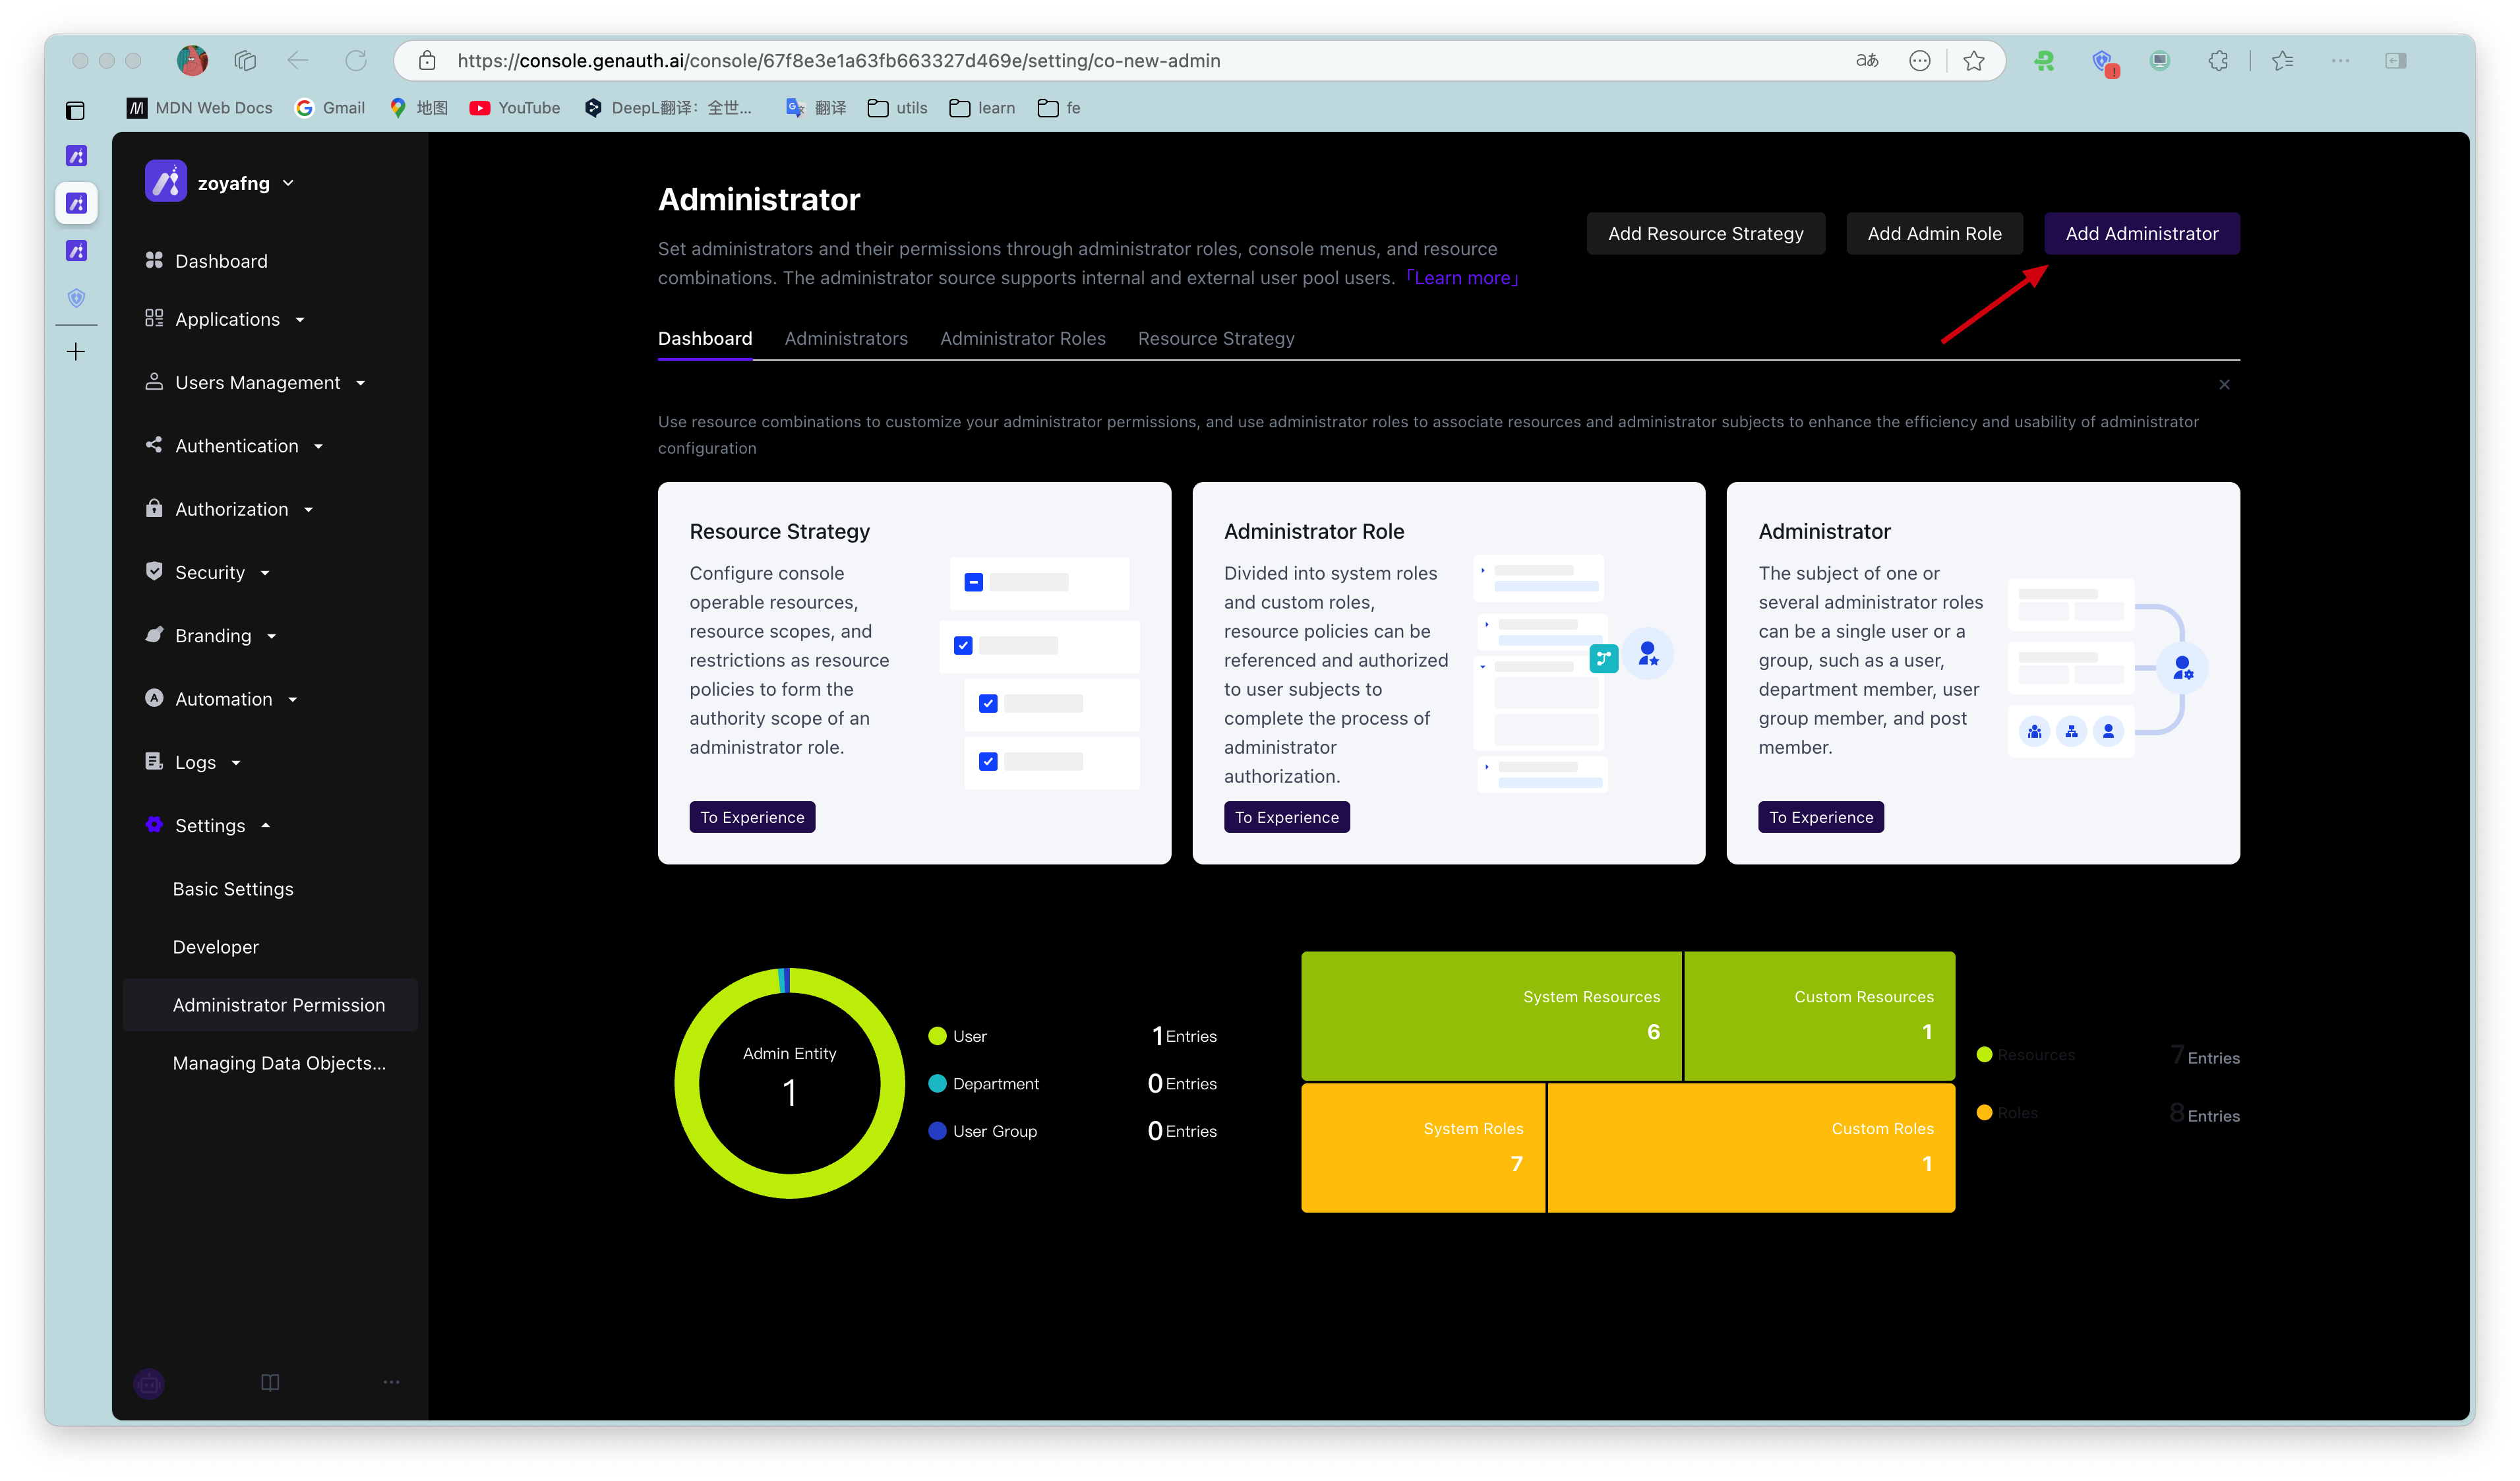 https://console.genauth.ai/console/67f8e3e1a63fb663327d469e/setting/co-new-admin
MDN Web Docs
Gmail
地图
YouTube
DeepL翻译：全世...
翻译
utils
learn
fe
zoyafng
Dashboard
Applications
Users Management
Authentication
Authorization
Security
Branding
Automation
Logs
Settings
Basic Settings
Developer
Administrator Permission
Managing Data Objects...
Administrator
Set administrators and their permissions through administrator roles, console menus, and resource
combinations. The administrator source supports internal and external user pool users. 「Learn more」
Add Resource Strategy
Add Admin Role
Add Administrator
Dashboard
Administrators
Administrator Roles
Resource Strategy
Use resource combinations to customize your administrator permissions, and use administrator roles to associate resources and administrator subjects to enhance the efficiency and usability of administrator
configuration
Resource Strategy
Configure console
operable resources,
resource scopes, and
restrictions as resource
policies to form the
authority scope of an
administrator role.
To Experience
Administrator Role
Divided into system roles
and custom roles,
resource policies can be
referenced and authorized
to user subjects to
complete the process of
administrator
authorization.
To Experience
Administrator
The subject of one or
several administrator roles
can be a single user or a
group, such as a user,
department member, user
group member, and post
member.
To Experience
Admin Entity
1
User 1 Entries
Department 0 Entries
User Group 0 Entries
System Resources
6
Custom Resources
1
System Roles
7
Custom Roles
1
Resources 7 Entries
Roles 8 Entries